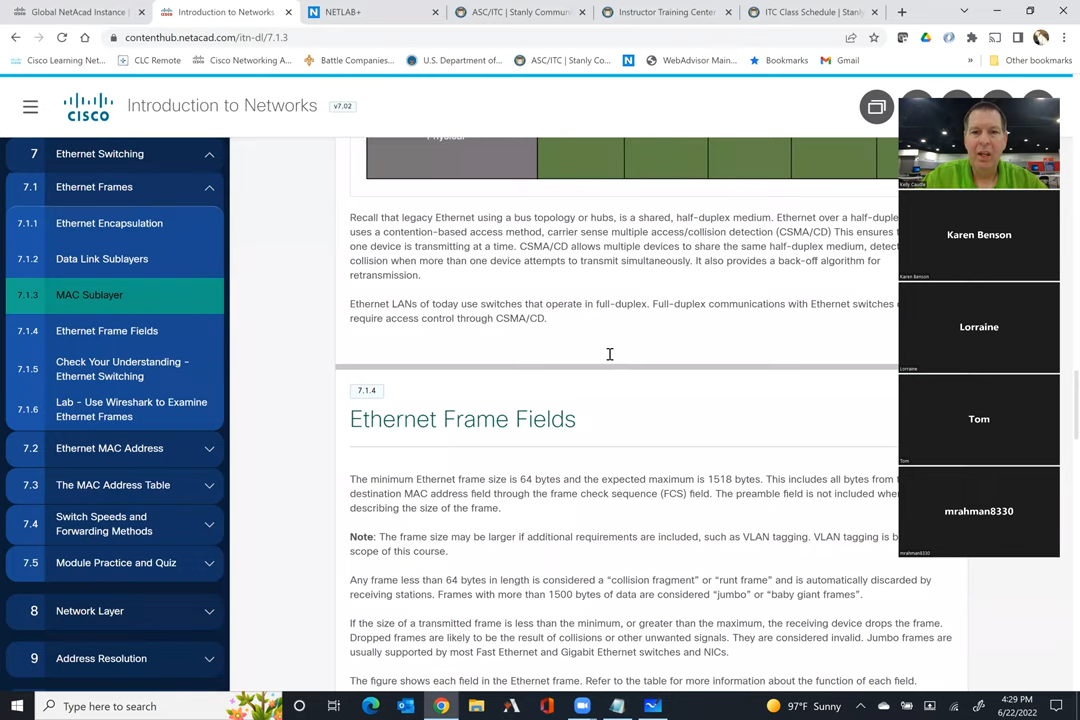 Global NetAcad Instance |
Introduction to Networks
NETLAB+
ASC/ITC | Stanly Commun
Instructor Training Center
ITC Class Schedule | Stanly
contenthub.netacad.com/itn-dl/7.1.3
Cisco Learning Net...
CLC Remote
Cisco Networking A...
Battle Companies...
U.S. Department of...
ASC/ITC | Stanly Co...
WebAdvisor Main...
Bookmarks
Gmail
»
Other bookmarks
CISCO
Introduction to Networks
v7.02
7 Ethernet Switching
7.1 Ethernet Frames
7.1.1 Ethernet Encapsulation
7.1.2 Data Link Sublayers
7.1.3 MAC Sublayer
7.1.4 Ethernet Frame Fields
7.1.5 Check Your Understanding -
Ethernet Switching
7.1.6 Lab - Use Wireshark to Examine
Ethernet Frames
7.2 Ethernet MAC Address
7.3 The MAC Address Table
7.4 Switch Speeds and
Forwarding Methods
7.5 Module Practice and Quiz
8 Network Layer
9 Address Resolution
Physical
Recall that legacy Ethernet using a bus topology or hubs, is a shared, half-duplex medium. Ethernet over a half-duple
uses a contention-based access method, carrier sense multiple access/collision detection (CSMA/CD) This ensures
one device is transmitting at a time. CSMA/CD allows multiple devices to share the same half-duplex medium, detect
collision when more than one device attempts to transmit simultaneously. It also provides a back-off algorithm for
retransmission.
Ethernet LANs of today use switches that operate in full-duplex. Full-duplex communications with Ethernet switches
require access control through CSMA/CD.
7.1.4
Ethernet Frame Fields
The minimum Ethernet frame size is 64 bytes and the expected maximum is 1518 bytes. This includes all bytes from
destination MAC address field through the frame check sequence (FCS) field. The preamble field is not included whe
describing the size of the frame.
Note: The frame size may be larger if additional requirements are included, such as VLAN tagging. VLAN tagging is b
scope of this course.
Any frame less than 64 bytes in length is considered a “collision fragment” or “runt frame” and is automatically discarded by
receiving stations. Frames with more than 1500 bytes of data are considered “jumbo” or “baby giant frames”.
If the size of a transmitted frame is less than the minimum, or greater than the maximum, the receiving device drops the frame.
Dropped frames are likely to be the result of collisions or other unwanted signals. They are considered invalid. Jumbo frames are
usually supported by most Fast Ethernet and Gigabit Ethernet switches and NICs.
The figure shows each field in the Ethernet frame. Refer to the table for more information about the function of each field.
Kelly Caudle
Karen Benson
Karen Benson
Lorraine
Lorraine
Tom
Tom
mrahman8330
mrahman8330
Type here to search
97°F Sunny
4:29 PM
6/22/2022